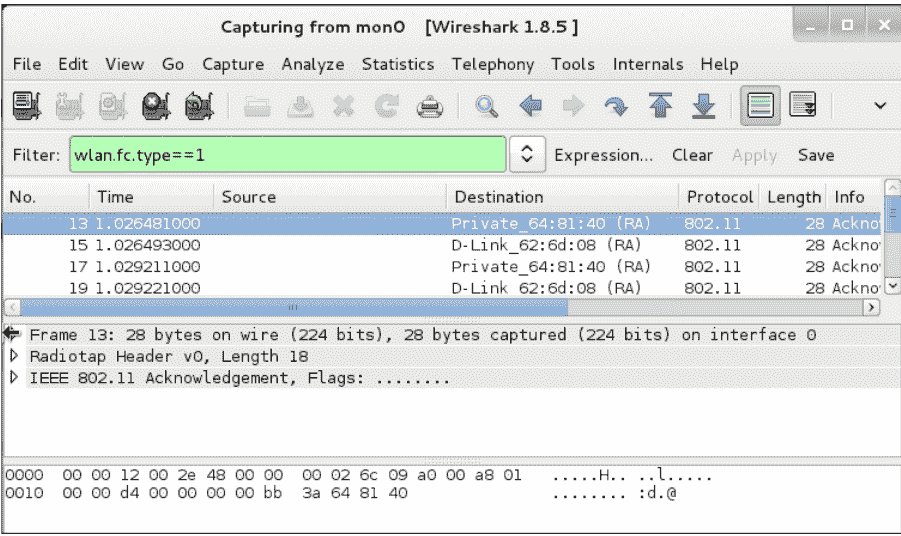 Capturing from mon0 [Wireshark 1.8.5 ]
File Edit View Go Capture Analyze Statistics Telephony Tools Internals Help
Filter: wlan.fc.type==1 Expression... Clear Apply Save
No. Time Source Destination Protocol Length Info
13 1.026481000 Private_64:81:40 (RA) 802.11 28 Ackno
15 1.026493000 D-Link_62:6d:08 (RA) 802.11 28 Ackno
17 1.029211000 Private_64:81:40 (RA) 802.11 28 Ackno
19 1.029221000 D-Link_62:6d:08 (RA) 802.11 28 Ackno
Frame 13: 28 bytes on wire (224 bits), 28 bytes captured (224 bits) on interface 0
Radiotap Header v0, Length 18
IEEE 802.11 Acknowledgement, Flags: ........
0000 00 00 12 00 2e 48 00 00 00 02 6c 09 a0 00 a8 01 .....H.. ..l.....
0010 00 00 d4 00 00 00 00 bb 3a 64 81 40 ........ :d.@